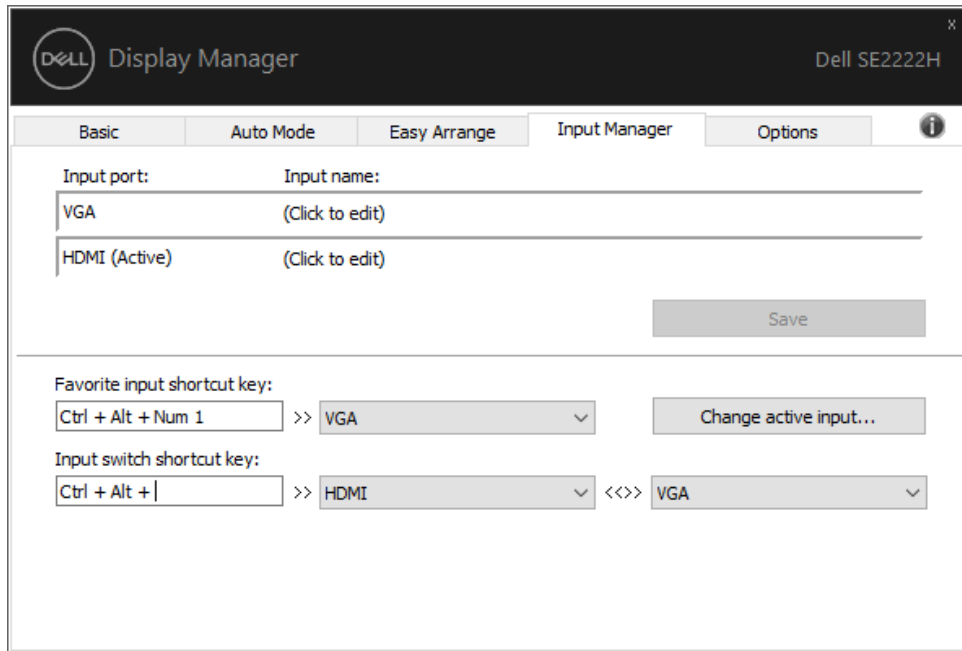 x
DELL Display Manager Dell SE2222H
Basic Auto Mode Easy Arrange Input Manager Options i
Input port: Input name:
VGA (Click to edit)
HDMI (Active) (Click to edit)
Save
Favorite input shortcut key:
Ctrl + Alt + Num 1 >> VGA Change active input...
Input switch shortcut key:
Ctrl + Alt + >> HDMI <<>> VGA